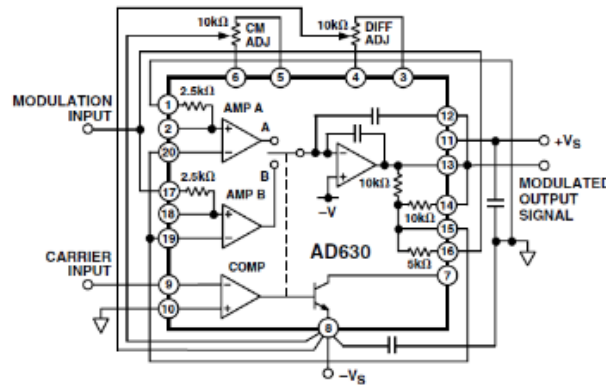 10kΩ
CM
ADJ
10kΩ
DIFF
ADJ
6
5
4
3
2.5kΩ
1
2
20
AMP A
A
B
MODULATION
INPUT
12
11
+VS
13
MODULATED
OUTPUT
SIGNAL
2.5kΩ
17
18
19
AMP B
–V
10kΩ
10kΩ
14
15
5kΩ
16
AD630
7
CARRIER
INPUT
COMP
9
10
8
–VS
+
–
+
–
–
+
–
+